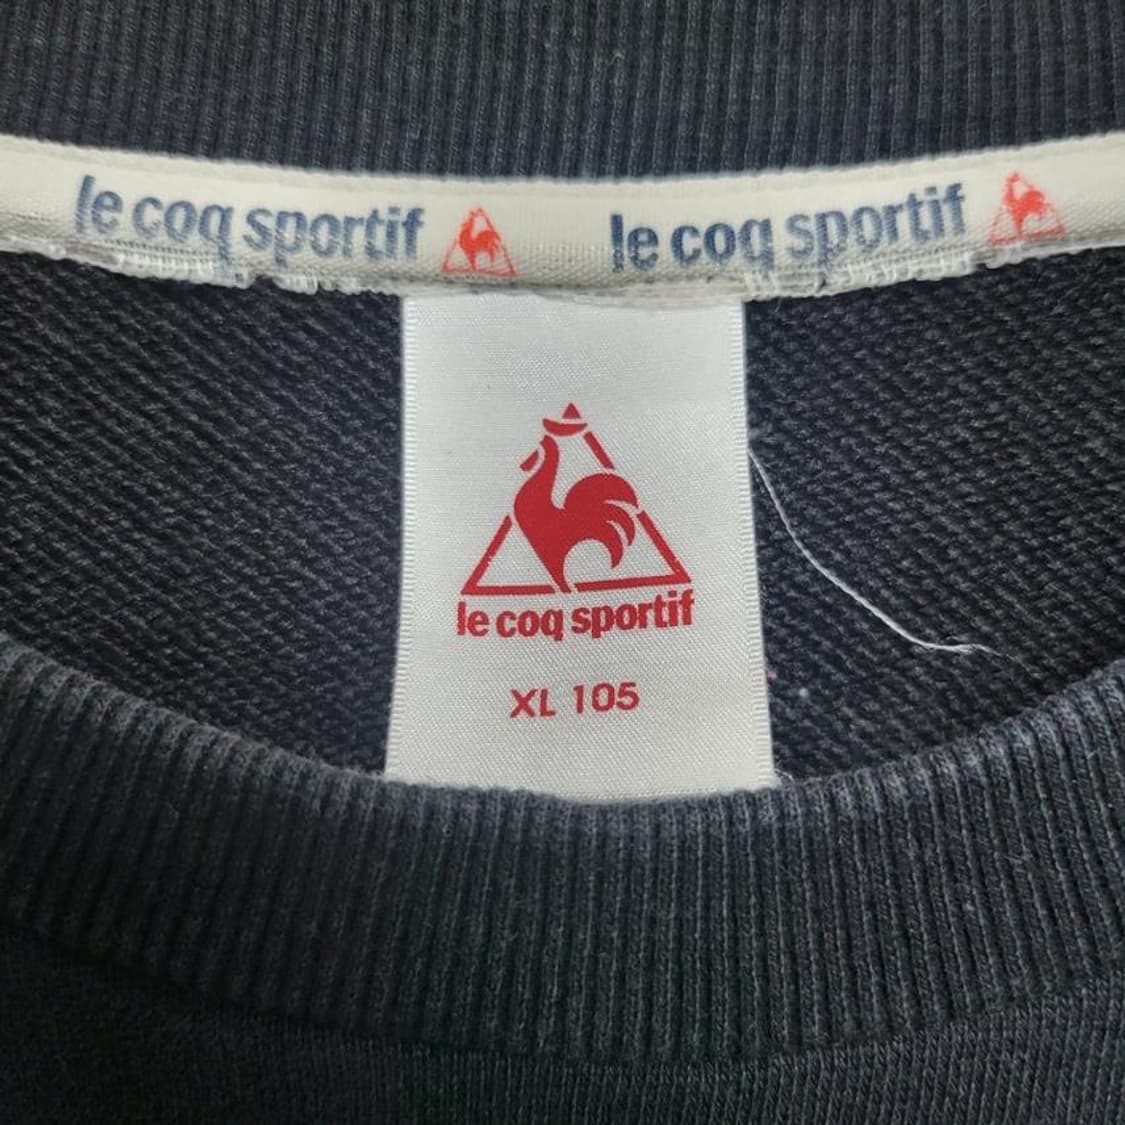 le coq sportif le coq sportif
le coq sportif
XL 105